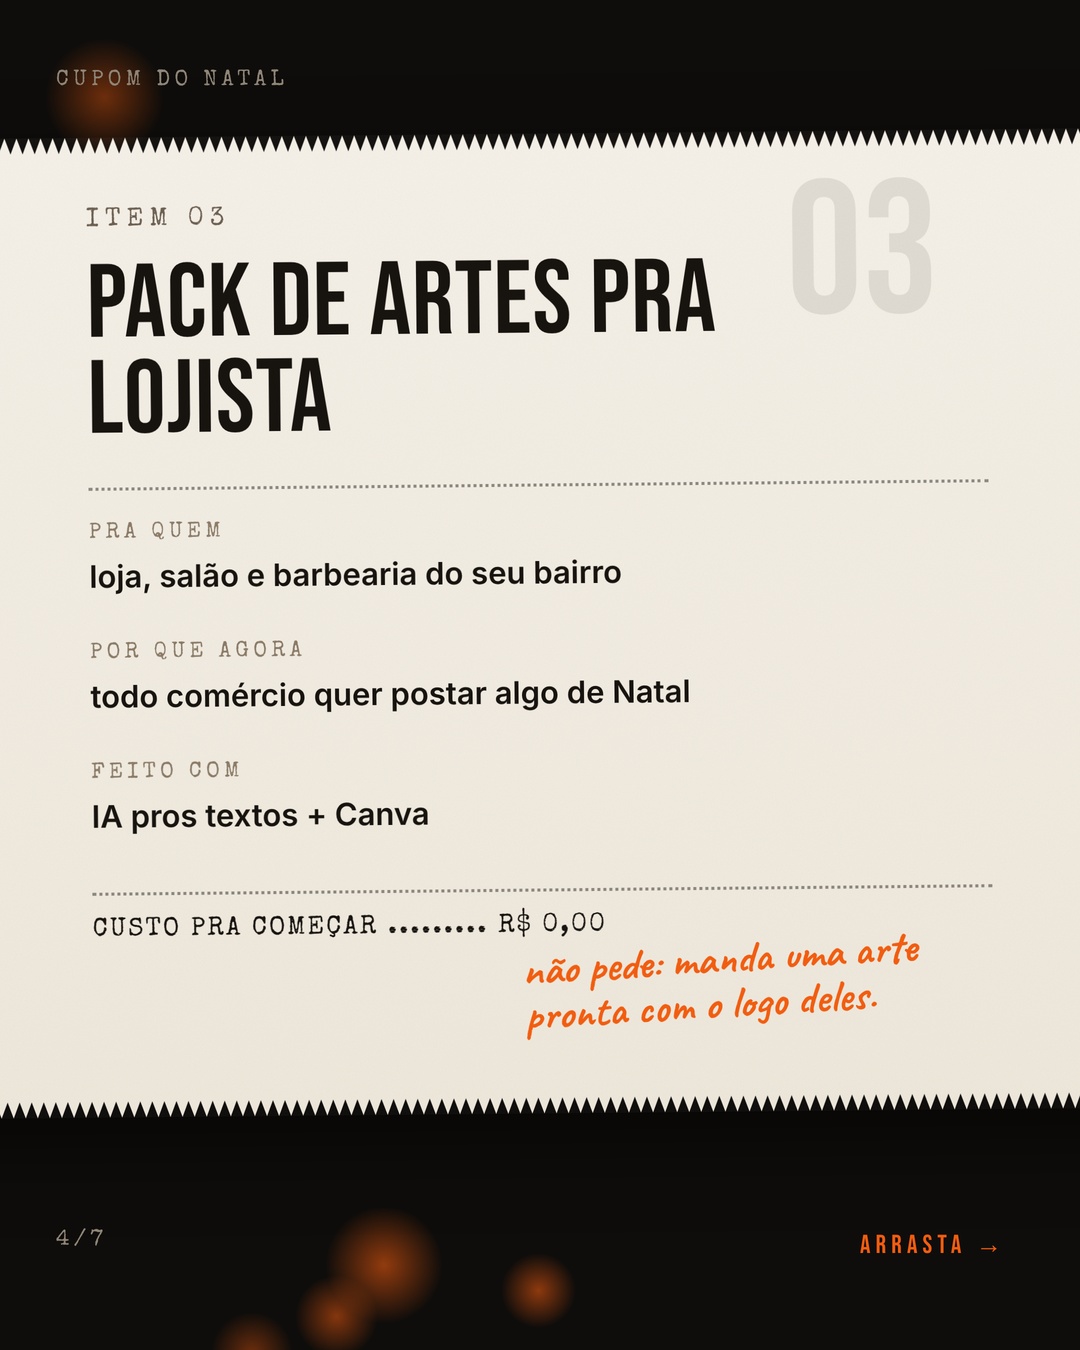 CUPOM DO NATAL
ITEM 03
03
PACK DE ARTES PRA
LOJISTA
PRA QUEM
loja, salão e barbearia do seu bairro
POR QUE AGORA
todo comércio quer postar algo de Natal
FEITO COM
IA pros textos + Canva
CUSTO PRA COMEÇAR ......... R$ 0,00
não pede: manda uma arte
pronta com o logo deles.
4/7
ARRASTA →